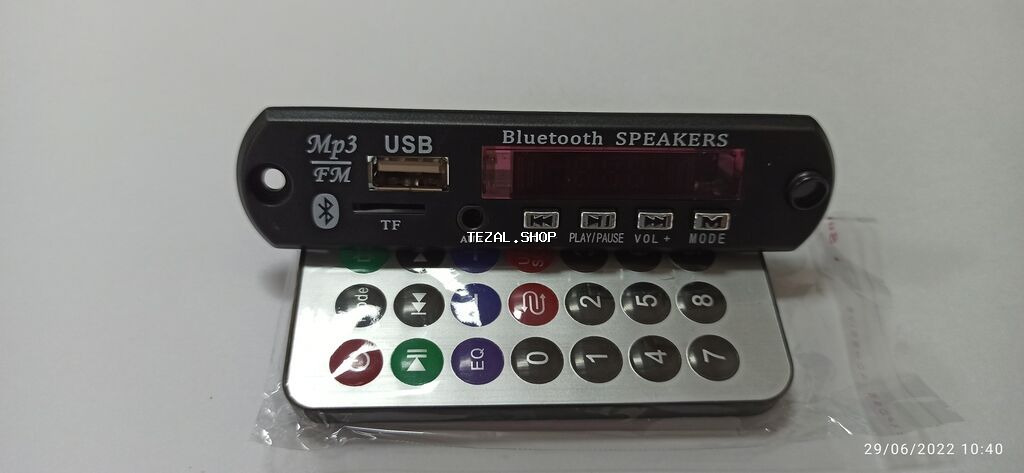 Mp3
FM
USB
Bluetooth SPEAKERS
TF
TEZAL.SHOP
PLAY/PAUSE
VOL +
MODE
2
5
8
EQ
0
1
4
7
29/06/2022 10:40